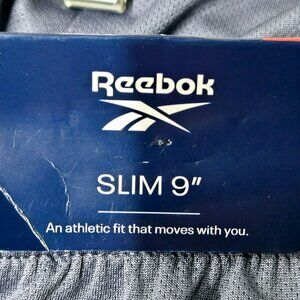 Reebok
SLIM 9”
An athletic fit that moves with you.